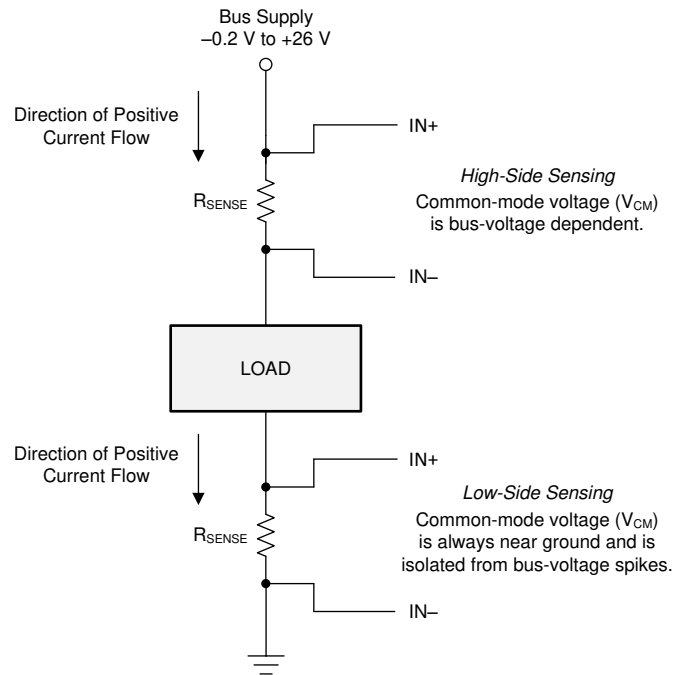 Bus Supply
–0.2 V to +26 V
Direction of Positive
Current Flow
IN+
RSENSE
High-Side Sensing
Common-mode voltage (VCM)
is bus-voltage dependent.
IN–
LOAD
Direction of Positive
Current Flow
IN+
RSENSE
Low-Side Sensing
Common-mode voltage (VCM)
is always near ground and is
isolated from bus-voltage spikes.
IN–